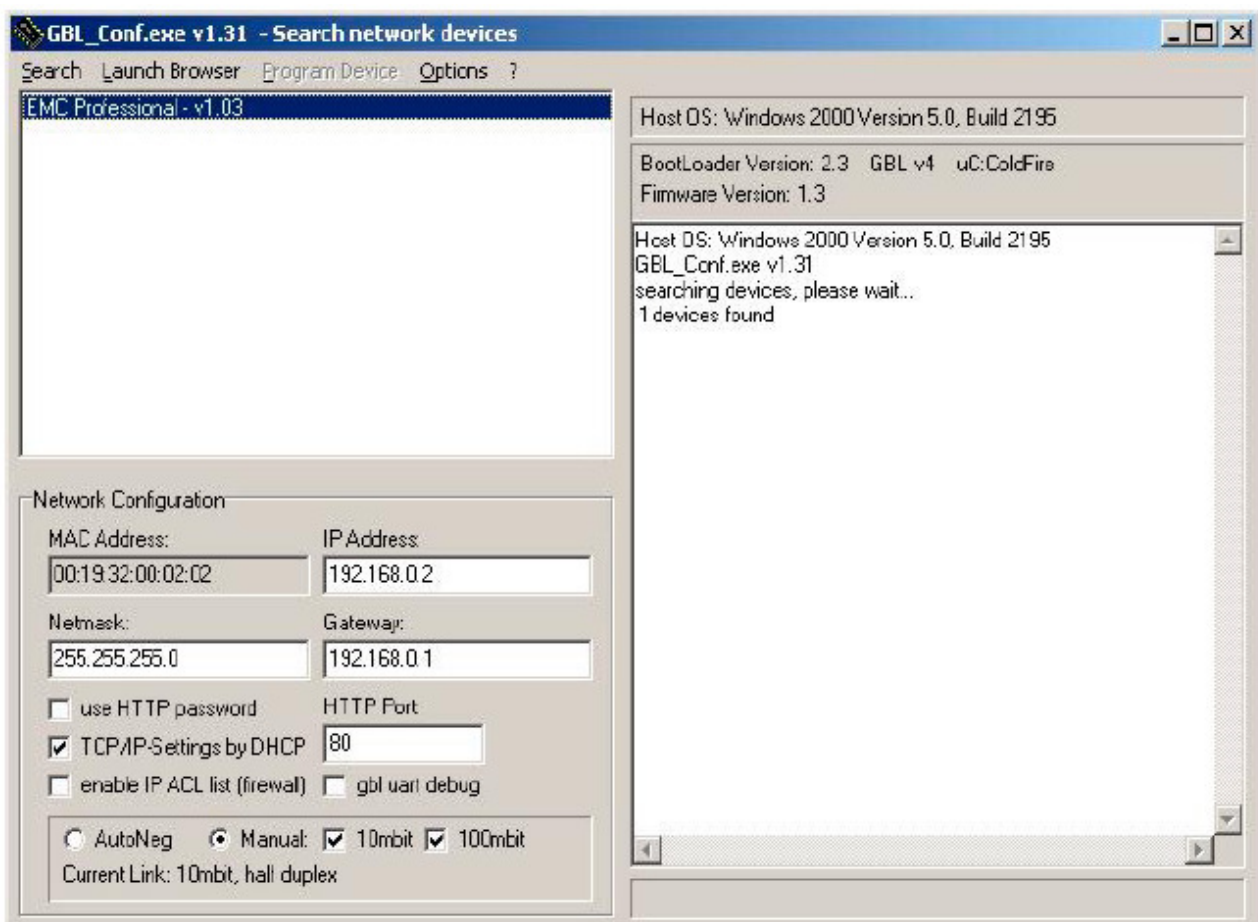 GBL_Conf.exe v1.31 - Search network devices
Search Launch Browser Program Device Options ?
EMC Professional - v1.03
Host OS: Windows 2000 Version 5.0, Build 2195
BootLoader Version: 2.3 GBL v4 uC:ColdFire
Firmware Version: 1.3
Host OS: Windows 2000 Version 5.0, Build 2195
GBL_Conf.exe v1.31
searching devices, please wait...
1 devices found
Network Configuration
MAC Address: IP Address:
00:19:32:00:02:02 192.168.0.2
Netmask: Gateway:
255.255.255.0 192.168.0.1
use HTTP password HTTP Port
TCP/IP-Settings by DHCP 80
enable IP ACL list (firewall) gbl uart debug
AutoNeg Manual: 10mbit 100mbit
Current Link: 10mbit, half duplex